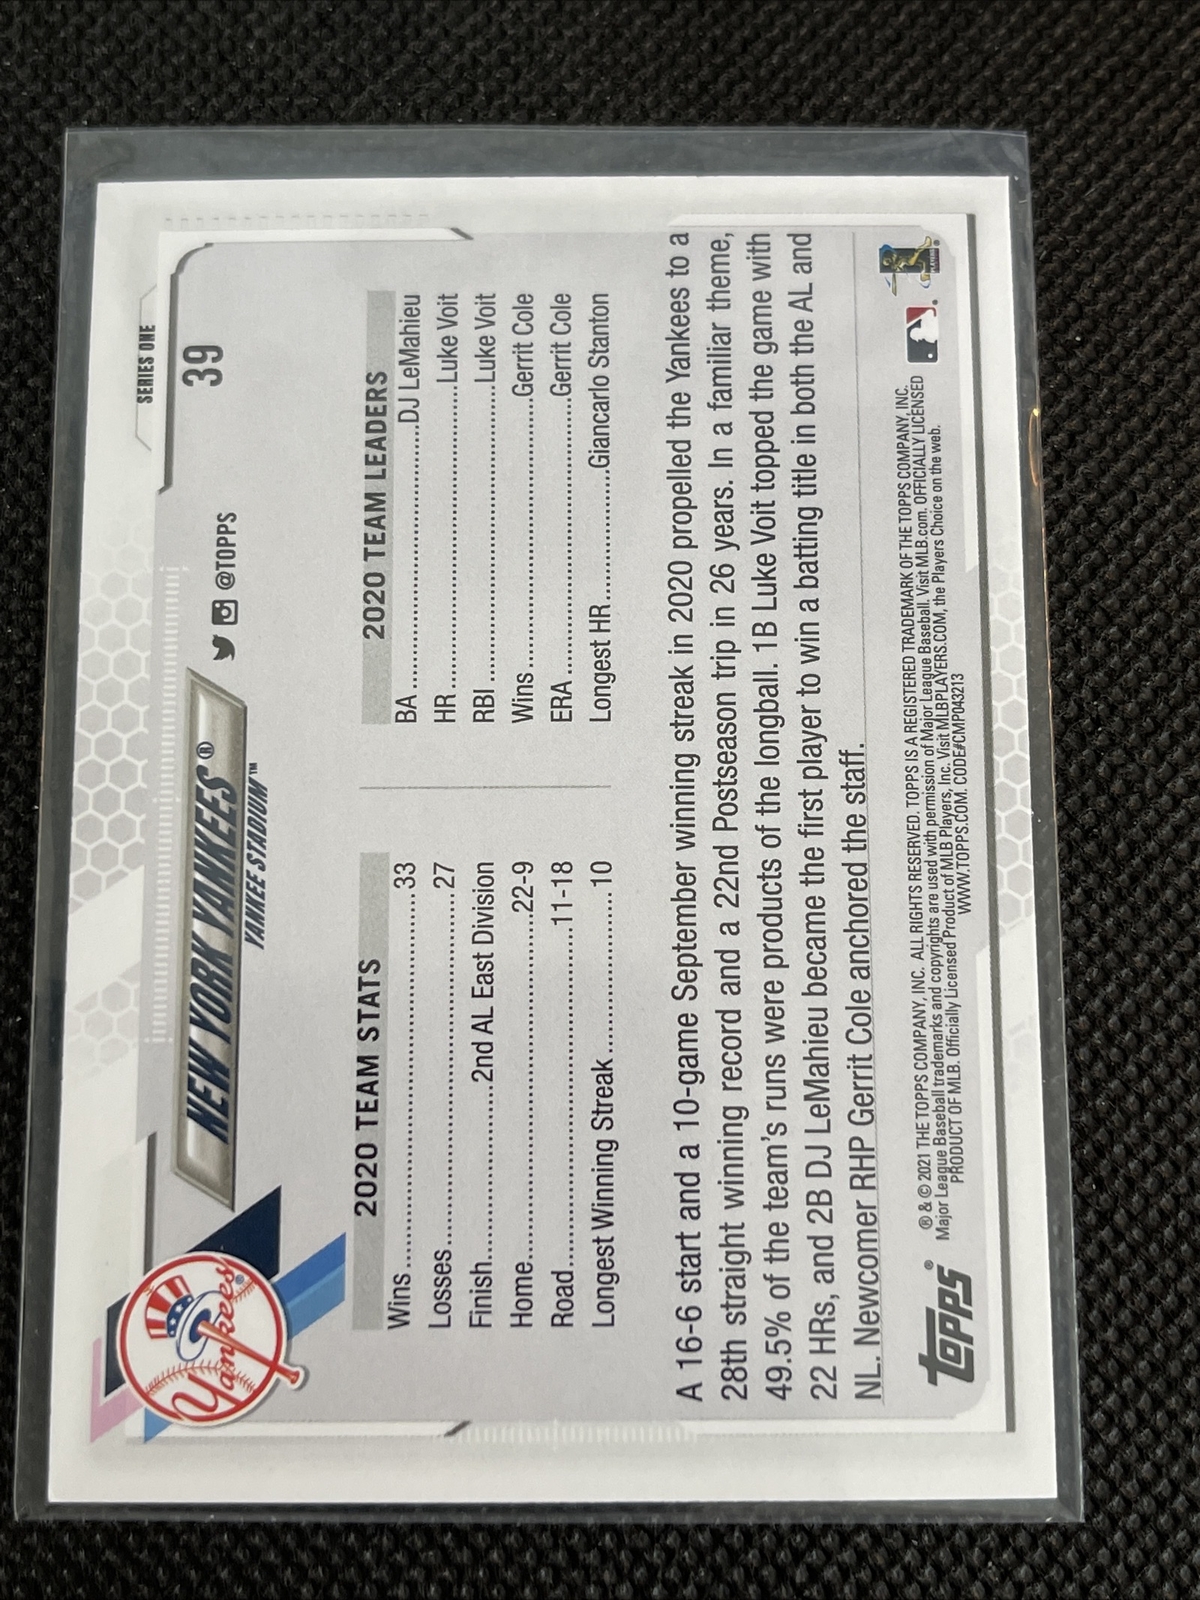 SERIES ONE
39
NEW YORK YANKEES®
YANKEE STADIUM™
@TOPPS
Yankees®
2020 TEAM STATS
Wins 33
Losses 27
Finish 2nd AL East Division
Home 22-9
Road 11-18
Longest Winning Streak 10
2020 TEAM LEADERS
BA DJ LeMahieu
HR Luke Voit
RBI Luke Voit
Wins Gerrit Cole
ERA Gerrit Cole
Longest HR Giancarlo Stanton
A 16-6 start and a 10-game September winning streak in 2020 propelled the Yankees to a
28th straight winning record and a 22nd Postseason trip in 26 years. In a familiar theme,
49.5% of the team's runs were products of the longball. 1B Luke Voit topped the game with
22 HRs, and 2B DJ LeMahieu became the first player to win a batting title in both the AL and
NL. Newcomer RHP Gerrit Cole anchored the staff.
Topps®
® & © 2021 THE TOPPS COMPANY, INC. ALL RIGHTS RESERVED. TOPPS IS A REGISTERED TRADEMARK OF THE TOPPS COMPANY, INC.
Major League Baseball trademarks and copyrights are used with permission of Major League Baseball. Visit MLB.com. OFFICIALLY LICENSED
PRODUCT OF MLB. Officially Licensed Product of MLB Players, Inc. Visit MLBPLAYERS.COM, the Players Choice on the web.
WWW.TOPPS.COM. CODE#CMP043213
PLAYERS